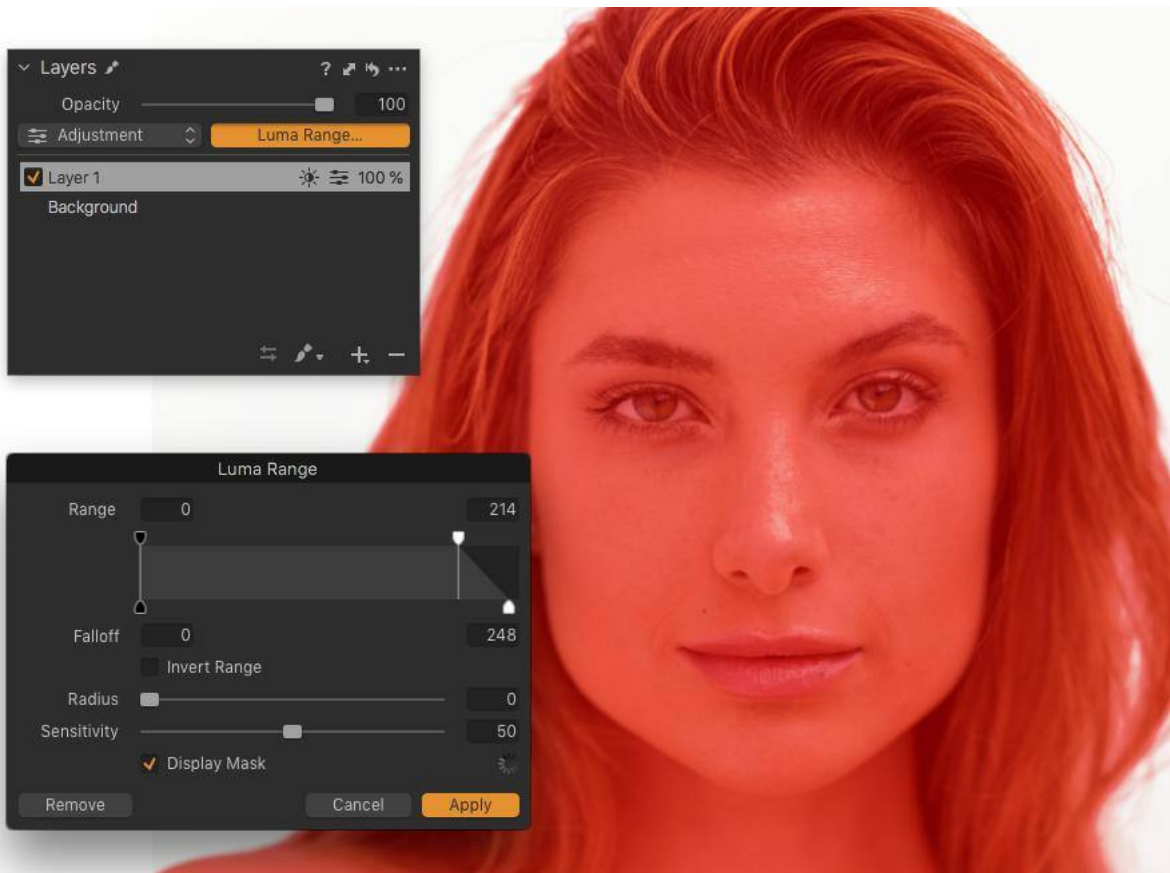 Layers ?
Opacity 100
Adjustment Luma Range...
Layer 1 100 %
Background
Luma Range
Range 0 214
Falloff 0 248
Invert Range
Radius 0
Sensitivity 50
Display Mask
Remove Cancel Apply